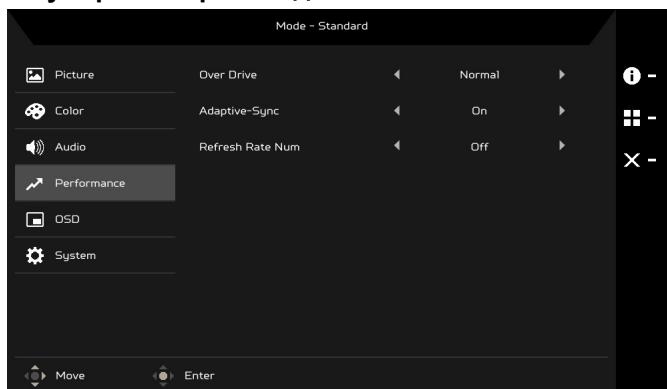 Mode - Standard
Picture
Over Drive Normal
Color
Adaptive-Sync On
Audio
Refresh Rate Num Off
Performance
OSD
System
Move Enter